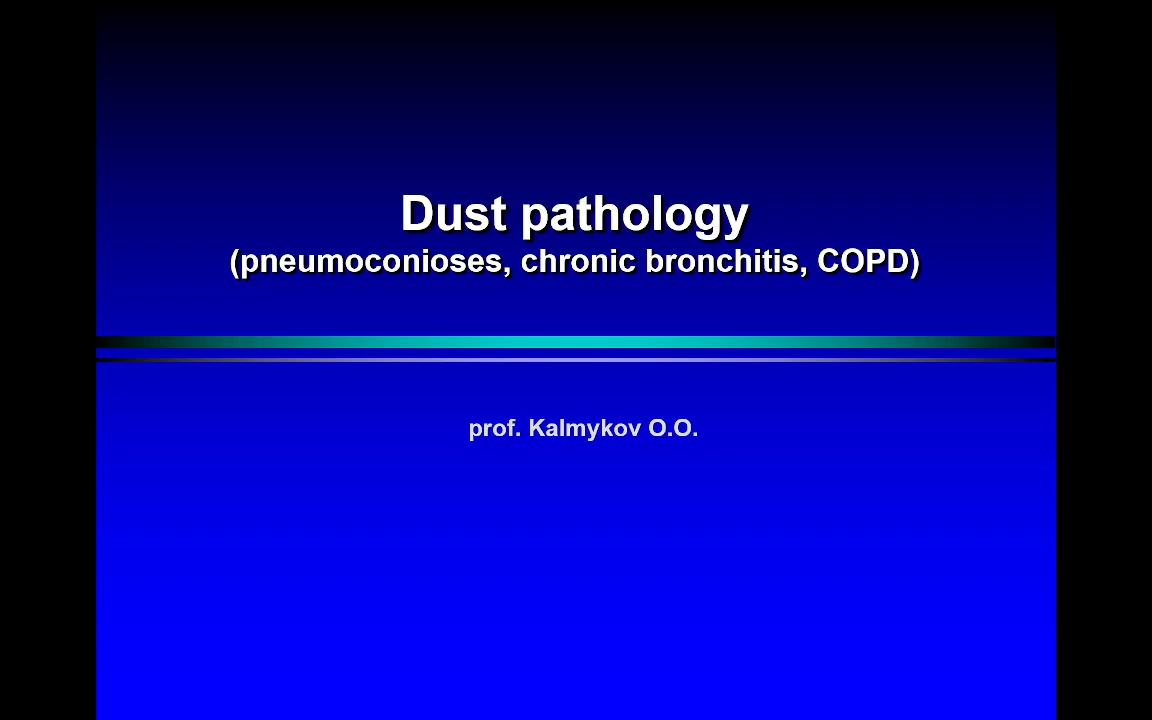 Dust pathology
(pneumoconioses, chronic bronchitis, COPD)
prof. Kalmykov O.O.